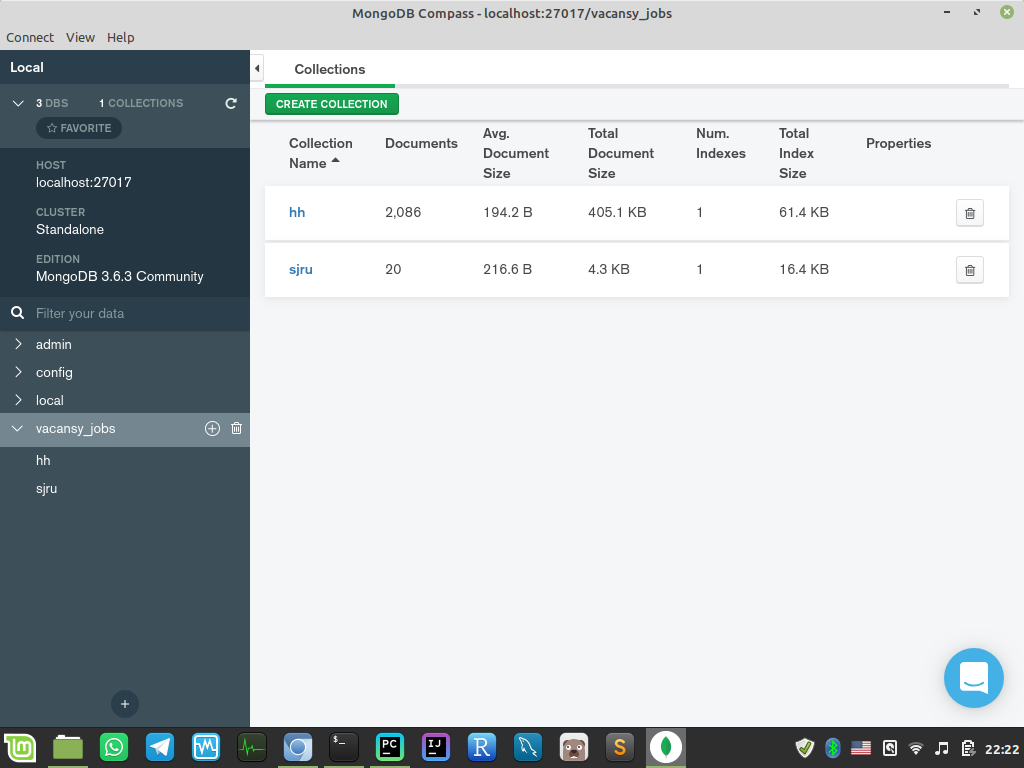 MongoDB Compass - localhost:27017/vacansy_jobs
Connect View Help
Local
3 DBS 1 COLLECTIONS
FAVORITE
HOST
localhost:27017
CLUSTER
Standalone
EDITION
MongoDB 3.6.3 Community
Filter your data
admin
config
local
vacansy_jobs
hh
sjru
+
Collections
CREATE COLLECTION
Collection Name
Documents
Avg. Document Size
Total Document Size
Num. Indexes
Total Index Size
Properties
hh 2,086 194.2 B 405.1 KB 1 61.4 KB
sjru 20 216.6 B 4.3 KB 1 16.4 KB
$_
PC
IJ
R
S
22:22